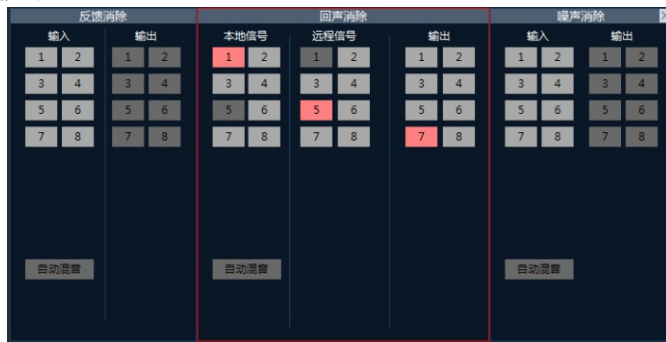 反馈消除 回声消除 噪声消除
输入 输出 本地信号 远程信号 输出 输入 输出
1 2 1 2 1 2 1 2 1 2 1 2 1 2
3 4 3 4 3 4 3 4 3 4 3 4 3 4
5 6 5 6 5 6 5 6 5 6 5 6 5 6
7 8 7 8 7 8 7 8 7 8 7 8 7 8
自动混音 自动混音 自动混音